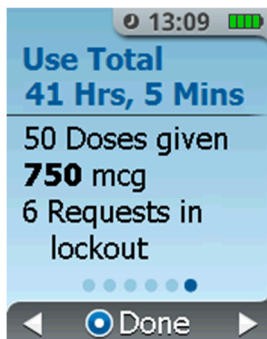 13:09
Use Total
41 Hrs, 5 Mins
50 Doses given
750 mcg
6 Requests in
lockout
Done